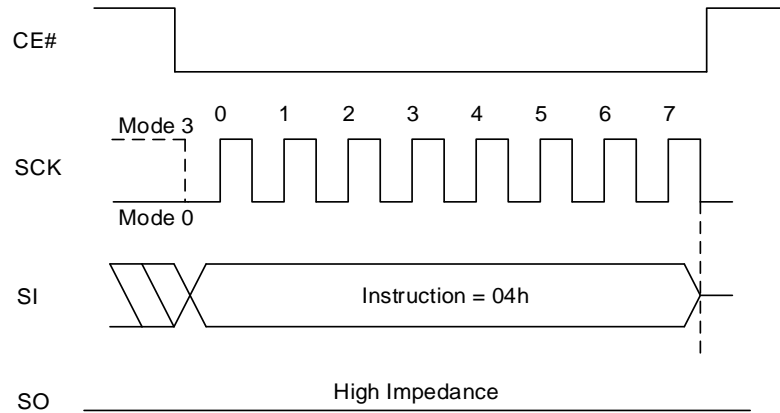 CE#
0 1 2 3 4 5 6 7
Mode 3
SCK
Mode 0
SI
Instruction = 04h
High Impedance
SO